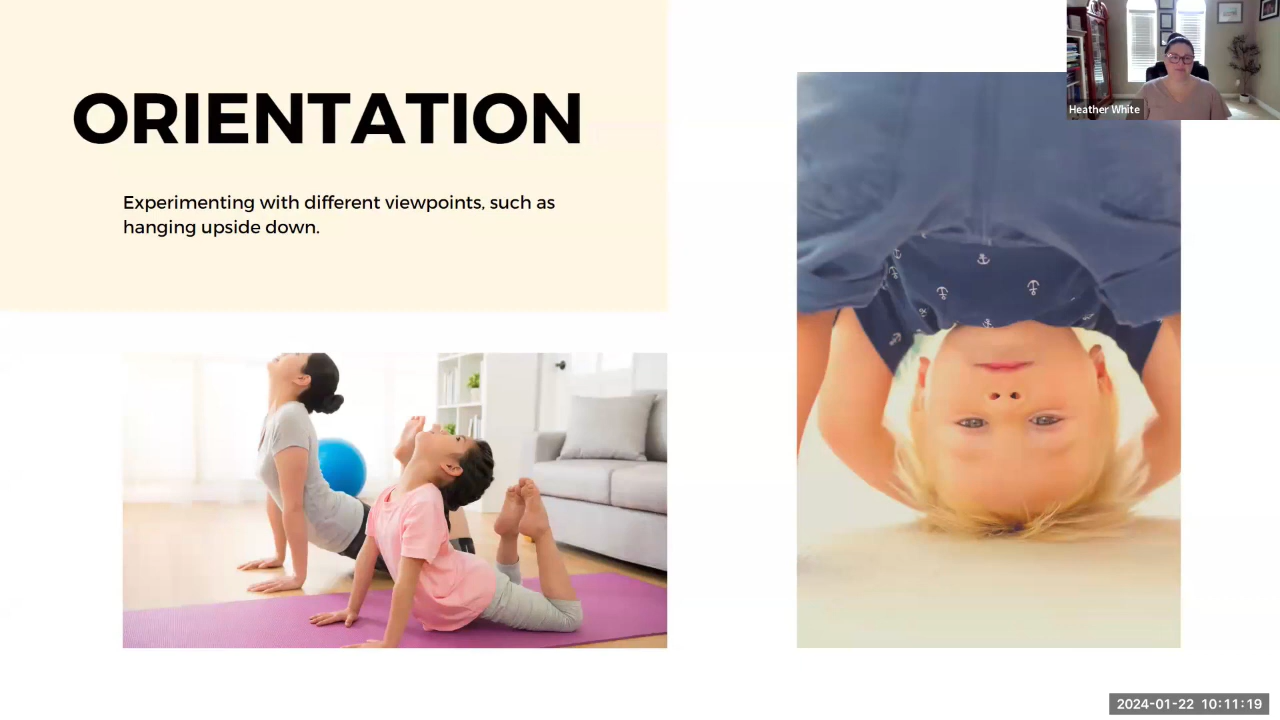 ORIENTATION
Experimenting with different viewpoints, such as
hanging upside down.
Heather White
2024-01-22 10:11:19